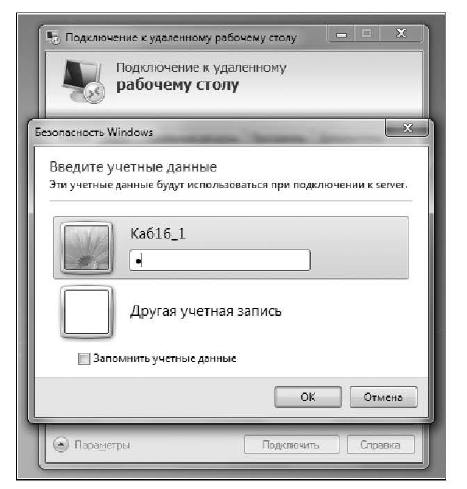 Подключение к удаленному рабочему столу
Подключение к удаленному
рабочему столу
Безопасность Windows
Введите учетные данные
Эти учетные данные будут использоваться при подключении к server.
Каб16_1
Другая учетная запись
Запомнить учетные данные
ОК
Отмена
Параметры
Подключить
Справка